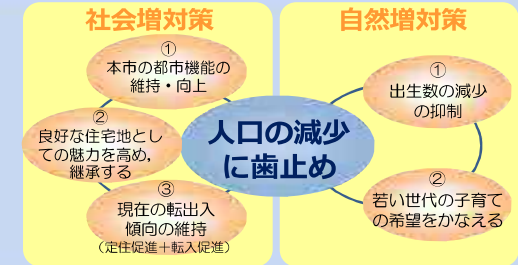 社会増対策
①
本市の都市機能の
維持・向上
②
良好な住宅地とし
ての魅力を高め,
継承する
③
現在の転出入
傾向の維持
(定住促進+転入促進)
人口の減少
に歯止め
自然増対策
①
出生数の減少
の抑制
②
若い世代の子育て
の希望をかなえる